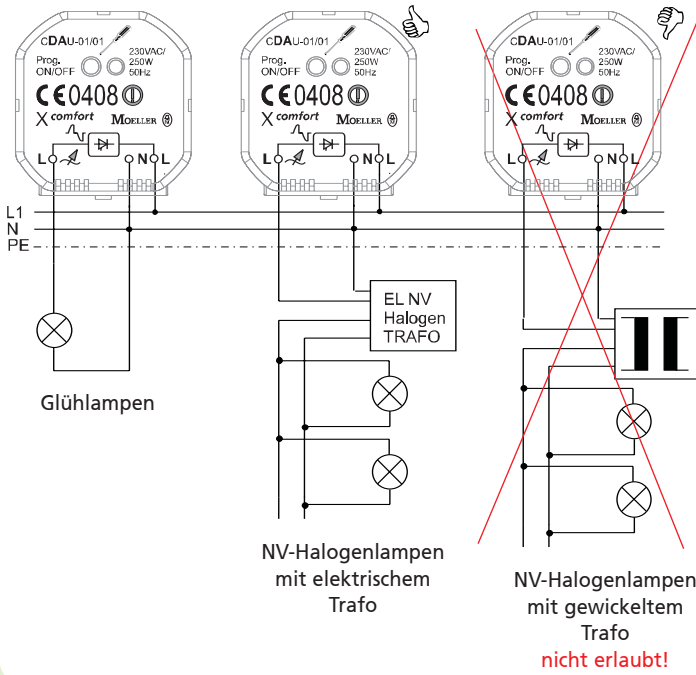 CDAU-01/01
Prog.
ON/OFF
230VAC/
250W
50Hz
CE0408
X comfort MOELLER
L N L
CDAU-01/01
Prog.
ON/OFF
230VAC/
250W
50Hz
CE0408
X comfort MOELLER
L N L
CDAU-01/01
Prog.
ON/OFF
230VAC/
250W
50Hz
CE0408
X comfort MOELLER
L N L
L1
N
PE
EL NV
Halogen
TRAFO
Glühlampen
NV-Halogenlampen
mit elektrischem
Trafo
NV-Halogenlampen
mit gewickeltem
Trafo
nicht erlaubt!